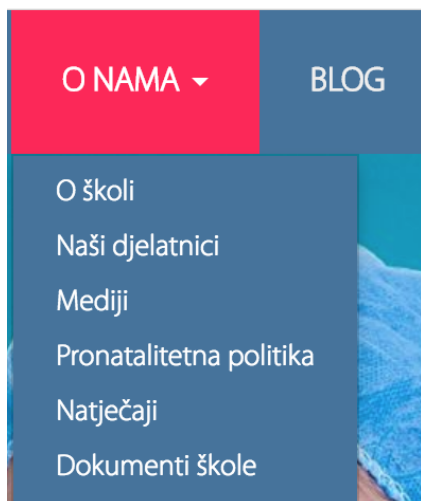 O NAMA
BLOG
O školi
Naši djelatnici
Mediji
Pronatalitetna politika
Natječaji
Dokumenti škole